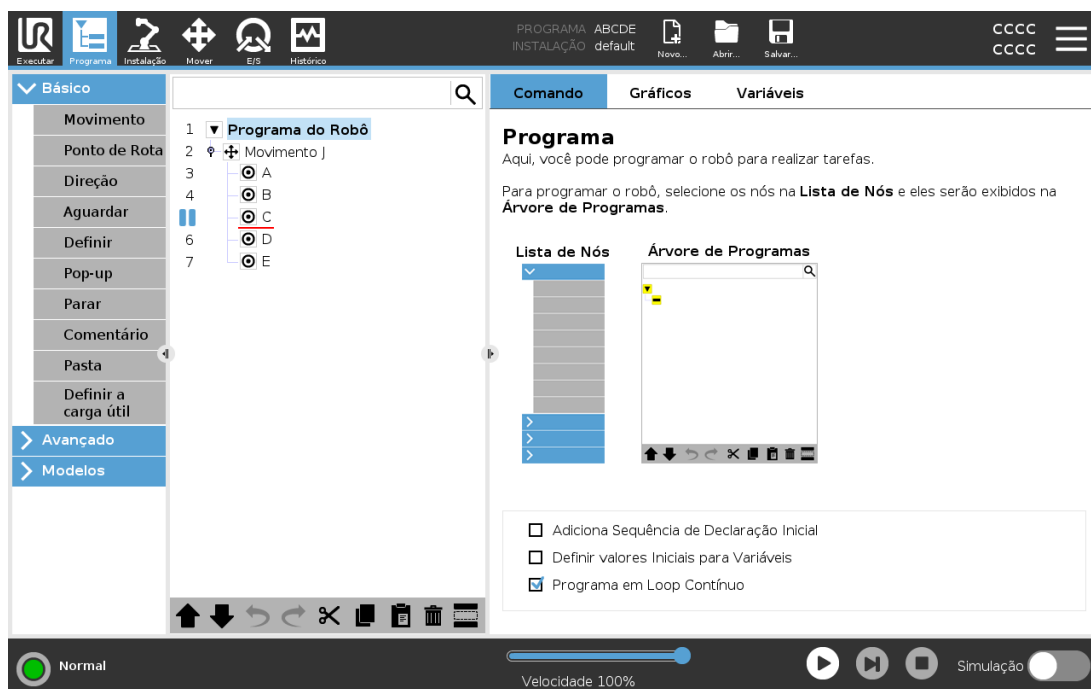 UR
PROGRAMA ABCDE
INSTALAÇÃO default
CCCC
CCCC
Executar Programa Instalação Mover E/S Histórico Novo... Abrir... Salvar...
Básico
Movimento
Ponto de Rota
Direção
Aguardar
Definir
Pop-up
Parar
Comentário
Pasta
Definir a
carga útil
Avançado
Modelos
1 Programa do Robô
2 Movimento J
3 A
4 B
C
6 D
7 E
Comando Gráficos Variáveis
Programa
Aqui, você pode programar o robô para realizar tarefas.
Para programar o robô, selecione os nós na Lista de Nós e eles serão exibidos na
Árvore de Programas.
Lista de Nós Árvore de Programas
Adiciona Sequência de Declaração Inicial
Definir valores Iniciais para Variáveis
Programa em Loop Contínuo
Normal
Velocidade 100%
Simulação